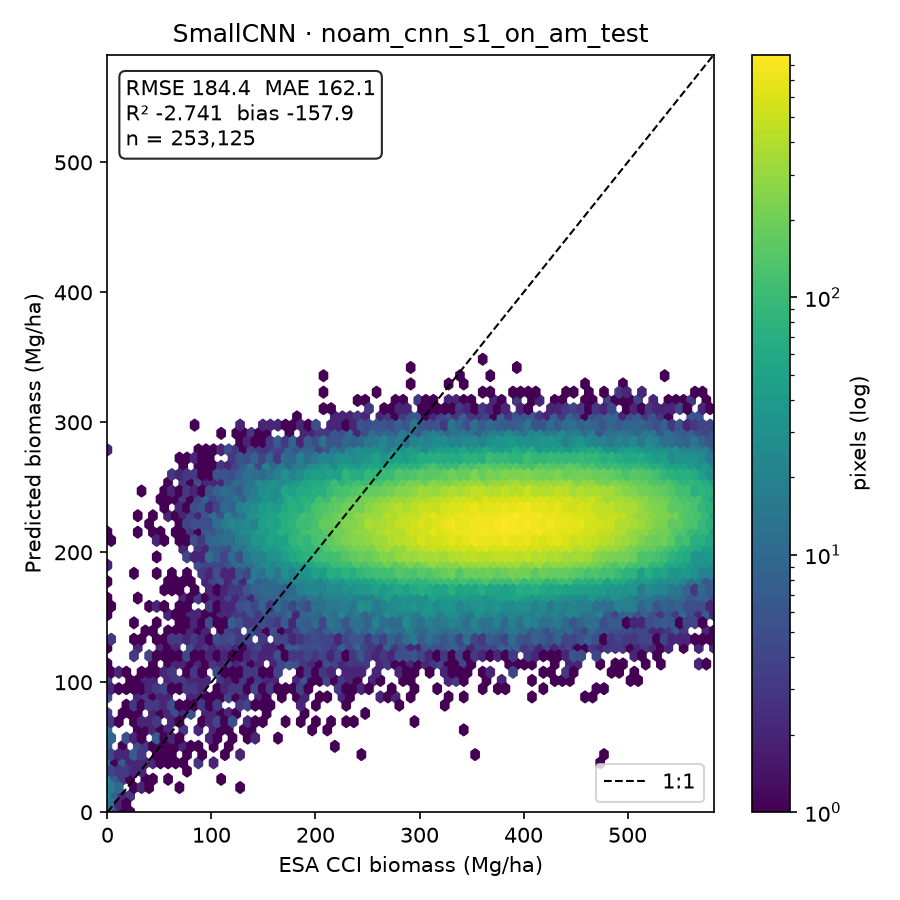 SmallCNN · noam_cnn_s1_on_am_test
RMSE 184.4  MAE 162.1
R² -2.741  bias -157.9
n = 253,125
Predicted biomass (Mg/ha)
500
400
300
200
100
0
0 100 200 300 400 500
ESA CCI biomass (Mg/ha)
1:1
10²
10¹
10⁰
pixels (log)